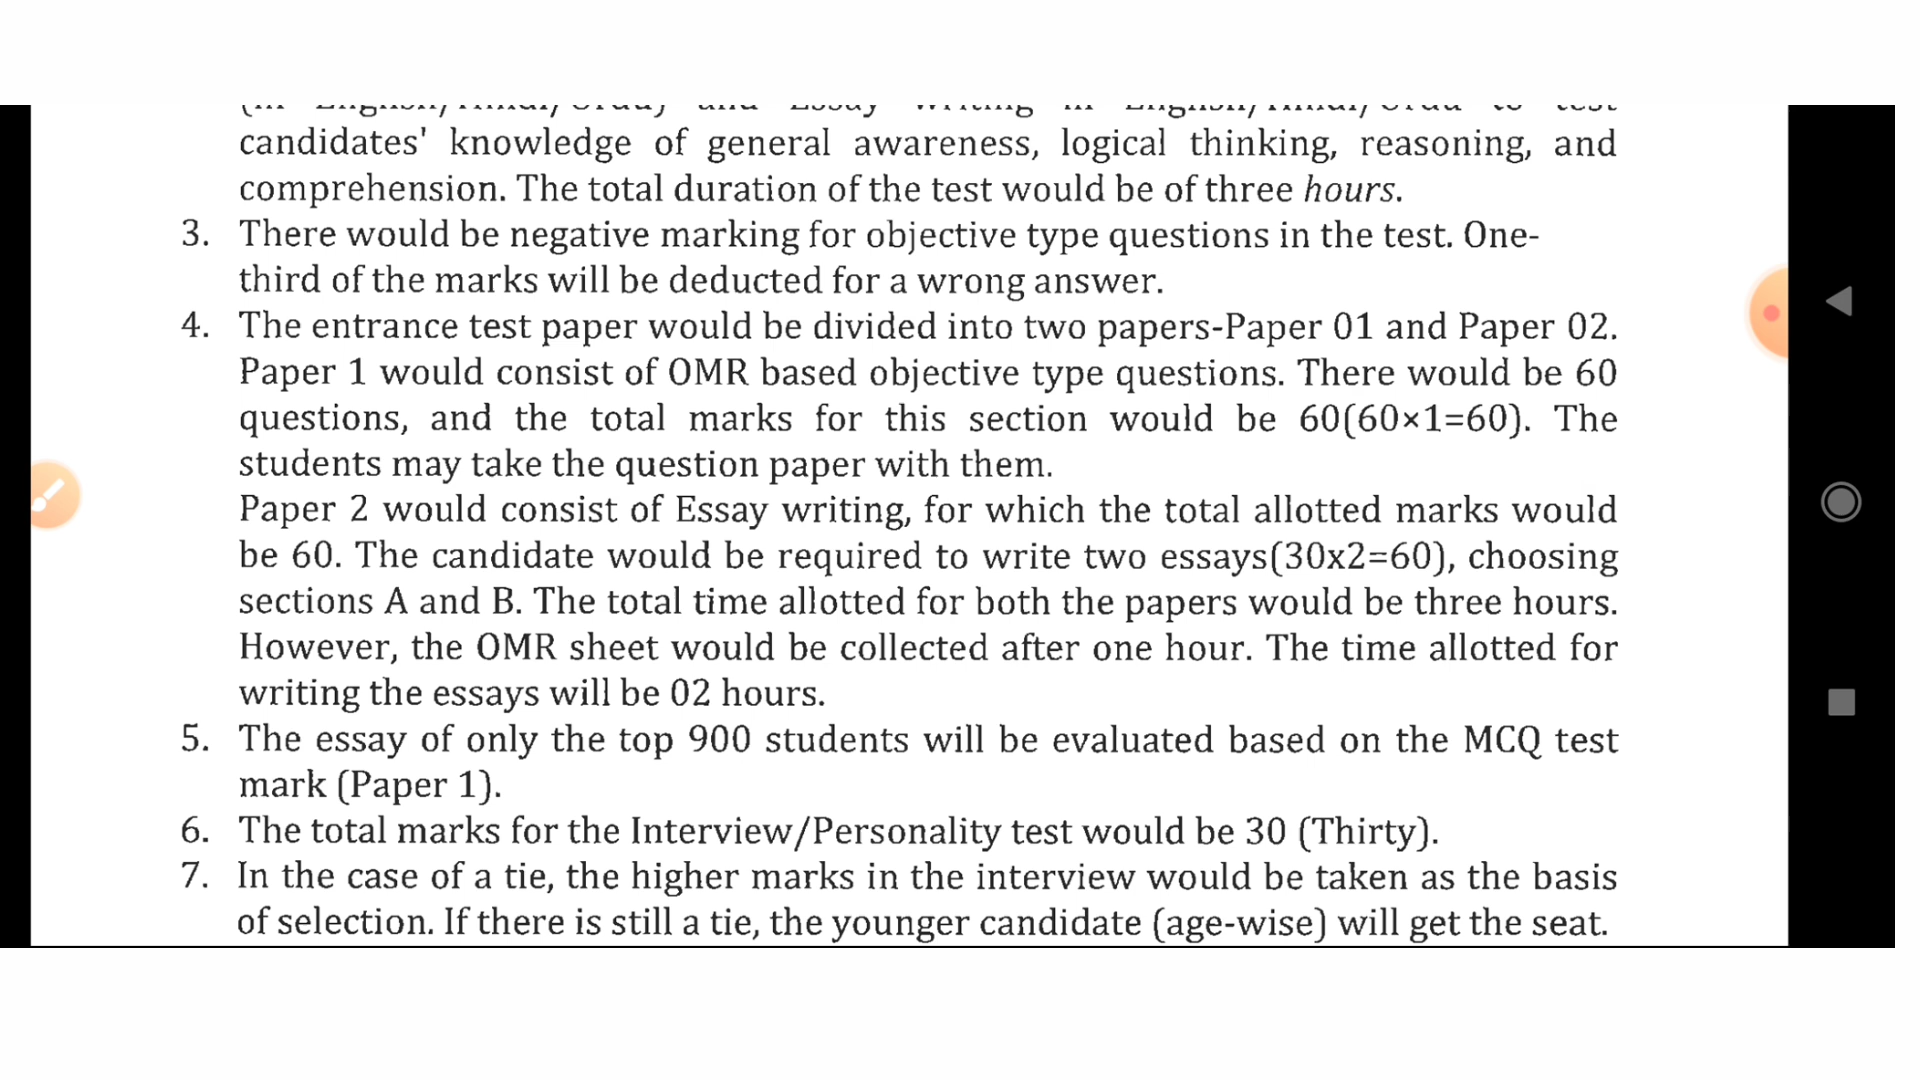 candidates' knowledge of general awareness, logical thinking, reasoning, and
comprehension. The total duration of the test would be of three hours.
3. There would be negative marking for objective type questions in the test. One-
third of the marks will be deducted for a wrong answer.
4. The entrance test paper would be divided into two papers-Paper 01 and Paper 02.
Paper 1 would consist of OMR based objective type questions. There would be 60
questions, and the total marks for this section would be 60(60×1=60). The
students may take the question paper with them.
Paper 2 would consist of Essay writing, for which the total allotted marks would
be 60. The candidate would be required to write two essays(30x2=60), choosing
sections A and B. The total time allotted for both the papers would be three hours.
However, the OMR sheet would be collected after one hour. The time allotted for
writing the essays will be 02 hours.
5. The essay of only the top 900 students will be evaluated based on the MCQ test
mark (Paper 1).
6. The total marks for the Interview/Personality test would be 30 (Thirty).
7. In the case of a tie, the higher marks in the interview would be taken as the basis
of selection. If there is still a tie, the younger candidate (age-wise) will get the seat.